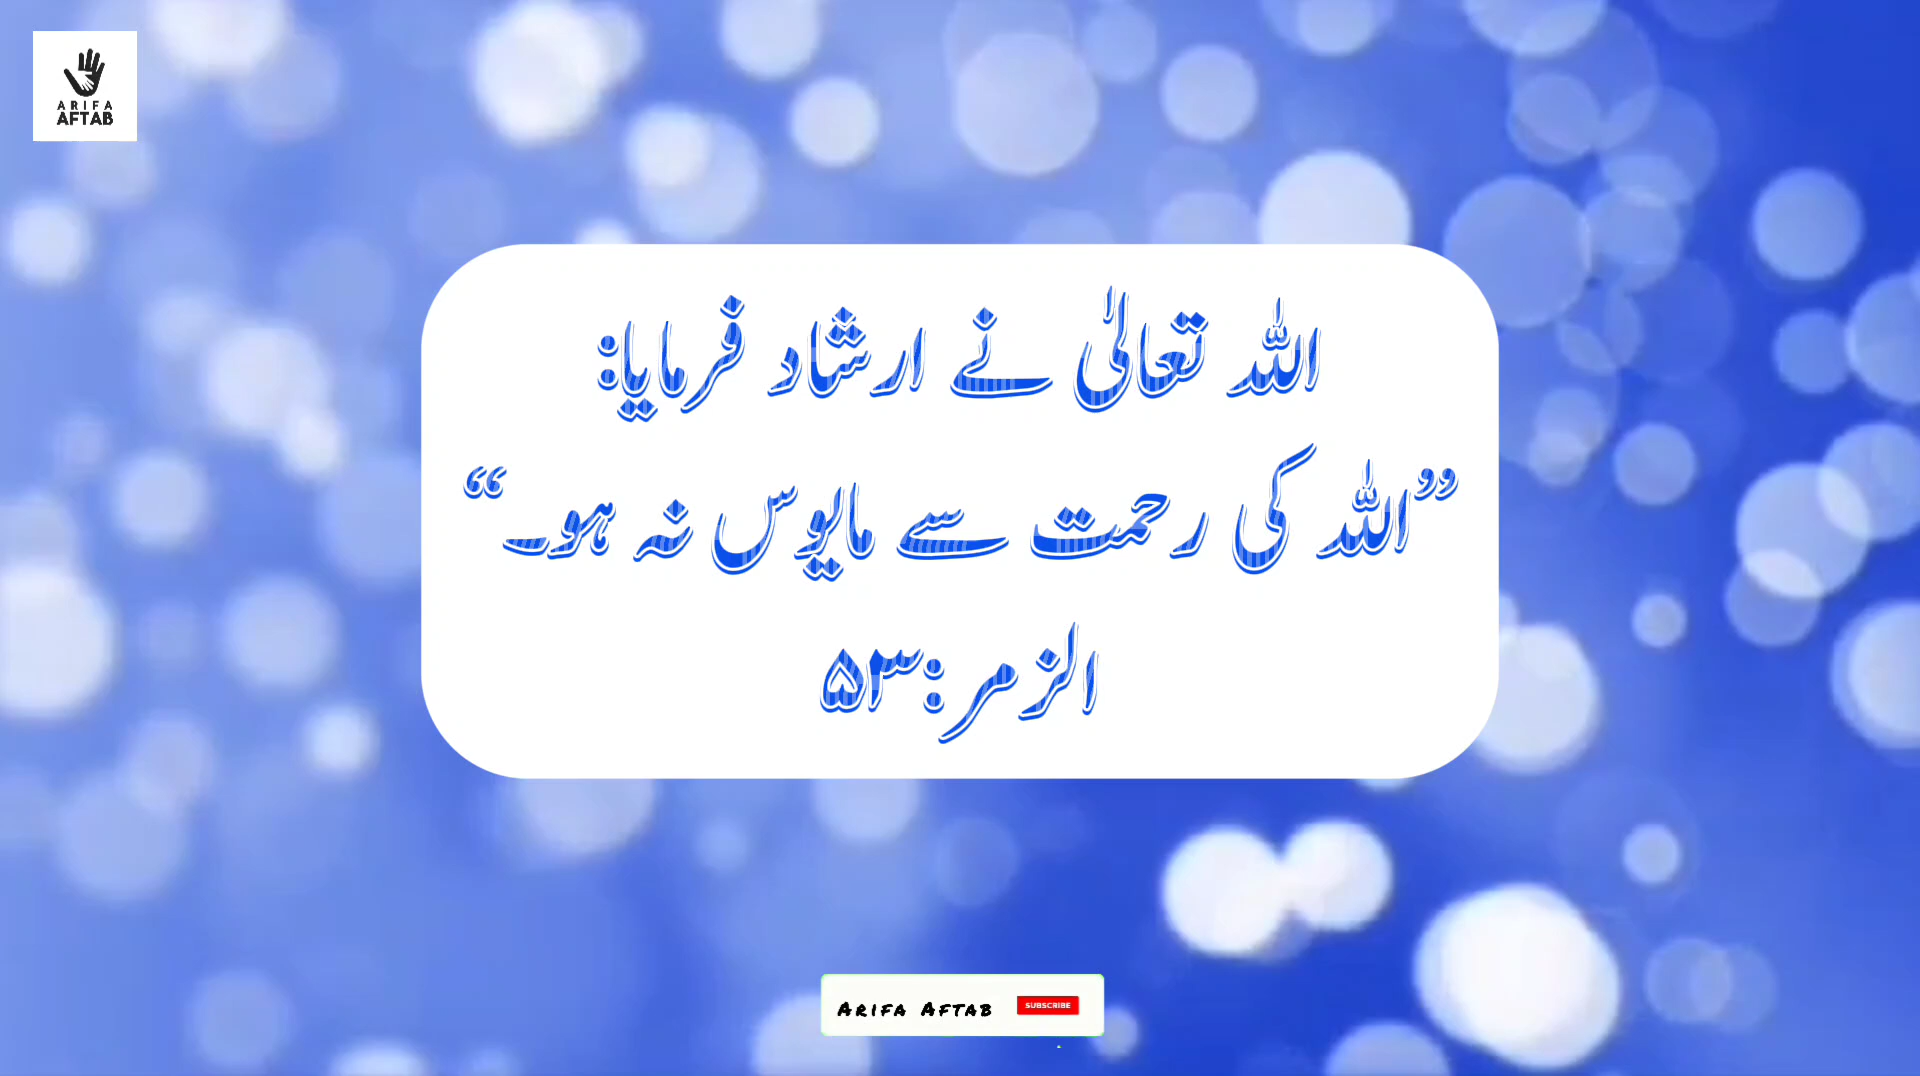 ARIFA
AFTAB
اللہ تعالیٰ نے ارشاد فرمایا:
”اللہ کی رحمت سے مایوس نہ ہو۔“
الزمر:۵۳
Arifa Aftab SUBSCRIBE